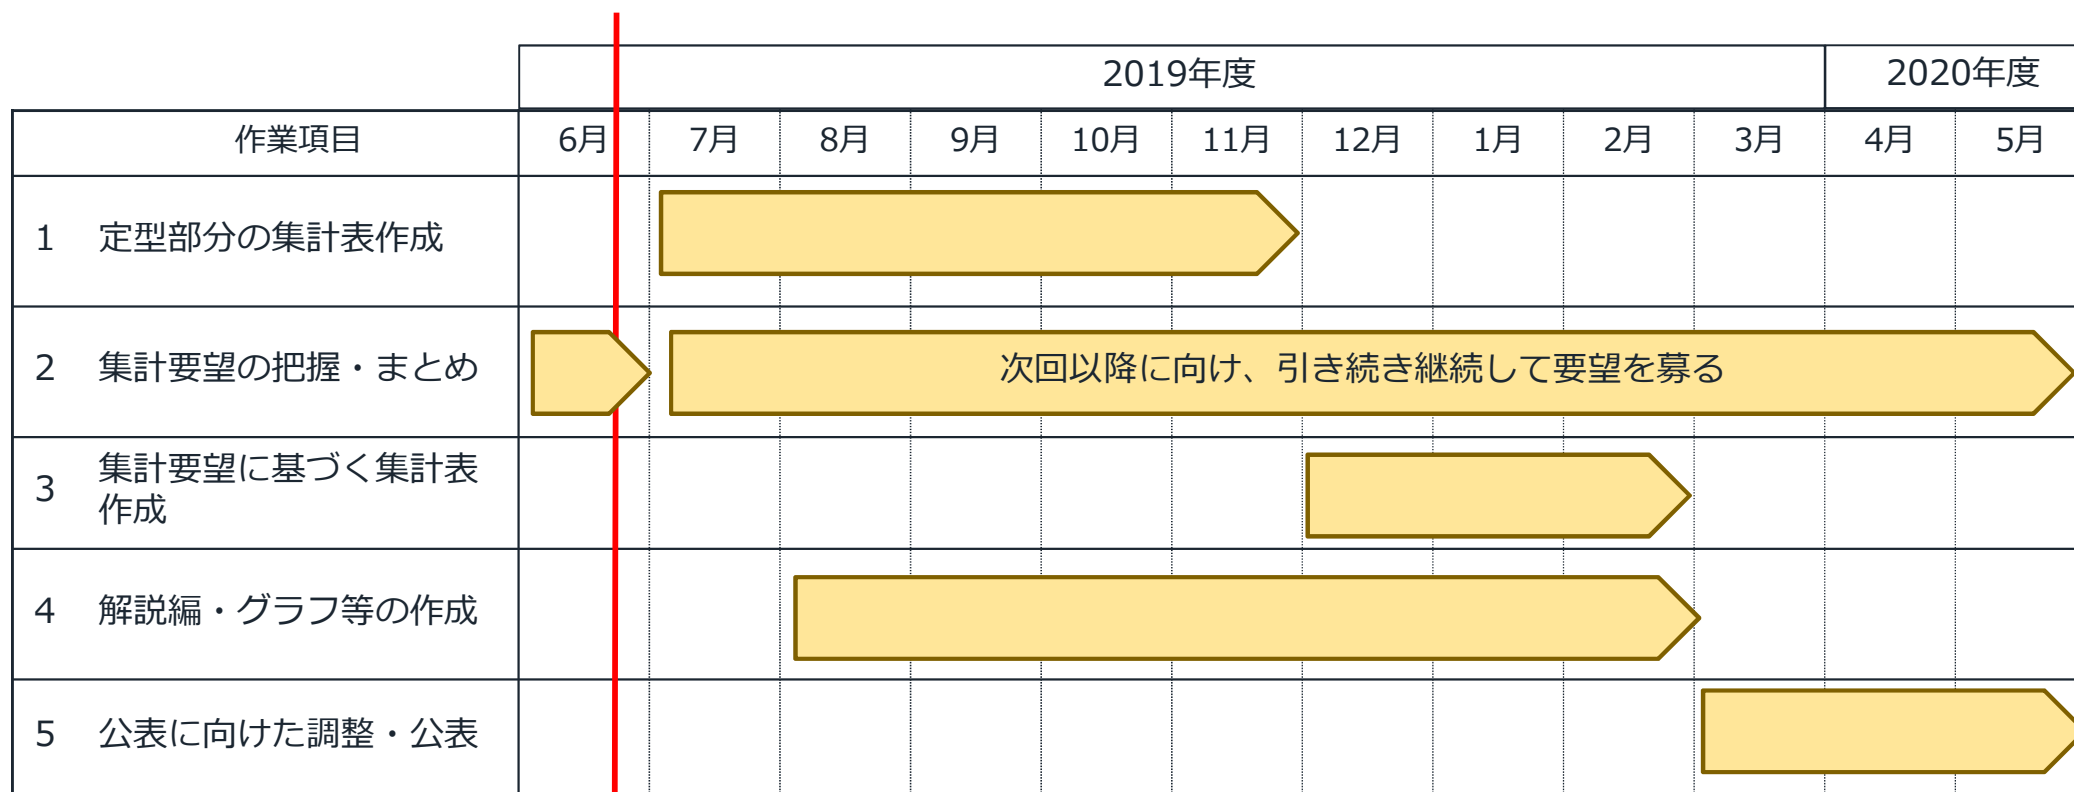 2019年度 2020年度
作業項目 6月 7月 8月 9月 10月 11月 12月 1月 2月 3月 4月 5月
1 定型部分の集計表作成
2 集計要望の把握・まとめ 次回以降に向け、引き続き継続して要望を募る
3 集計要望に基づく集計表
作成
4 解説編・グラフ等の作成
5 公表に向けた調整・公表